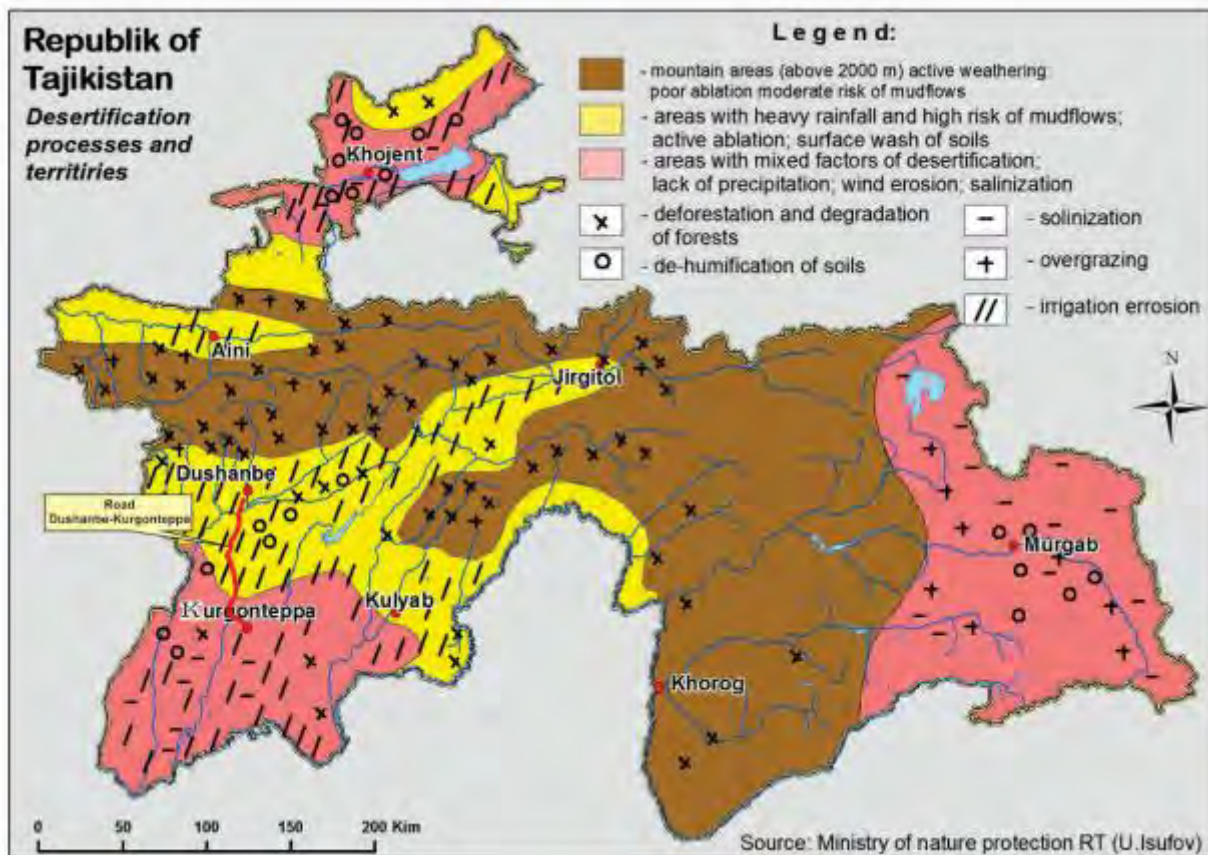 Republik of
Tajikistan
Desertification
processes and
territiries
Legend:
- mountain areas (above 2000 m) active weathering;
poor ablation moderate risk of mudflows
- areas with heavy rainfall and high risk of mudflows;
active ablation; surface wash of soils
- areas with mixed factors of desertification;
lack of precipitation; wind erosion; salinization
- deforestation and degradation
of forests
- de-humification of soils
- solinization
- overgrazing
- irrigation errosion
Khojent
Aini
Jirgitol
N
Dushanbe
Road
Dushanbe-Kurgonteppa
Murgab
Kurgonteppa
Kulyab
Khorog
0 50 100 150 200 Kim
Source: Ministry of nature protection RT (U.Isufov)